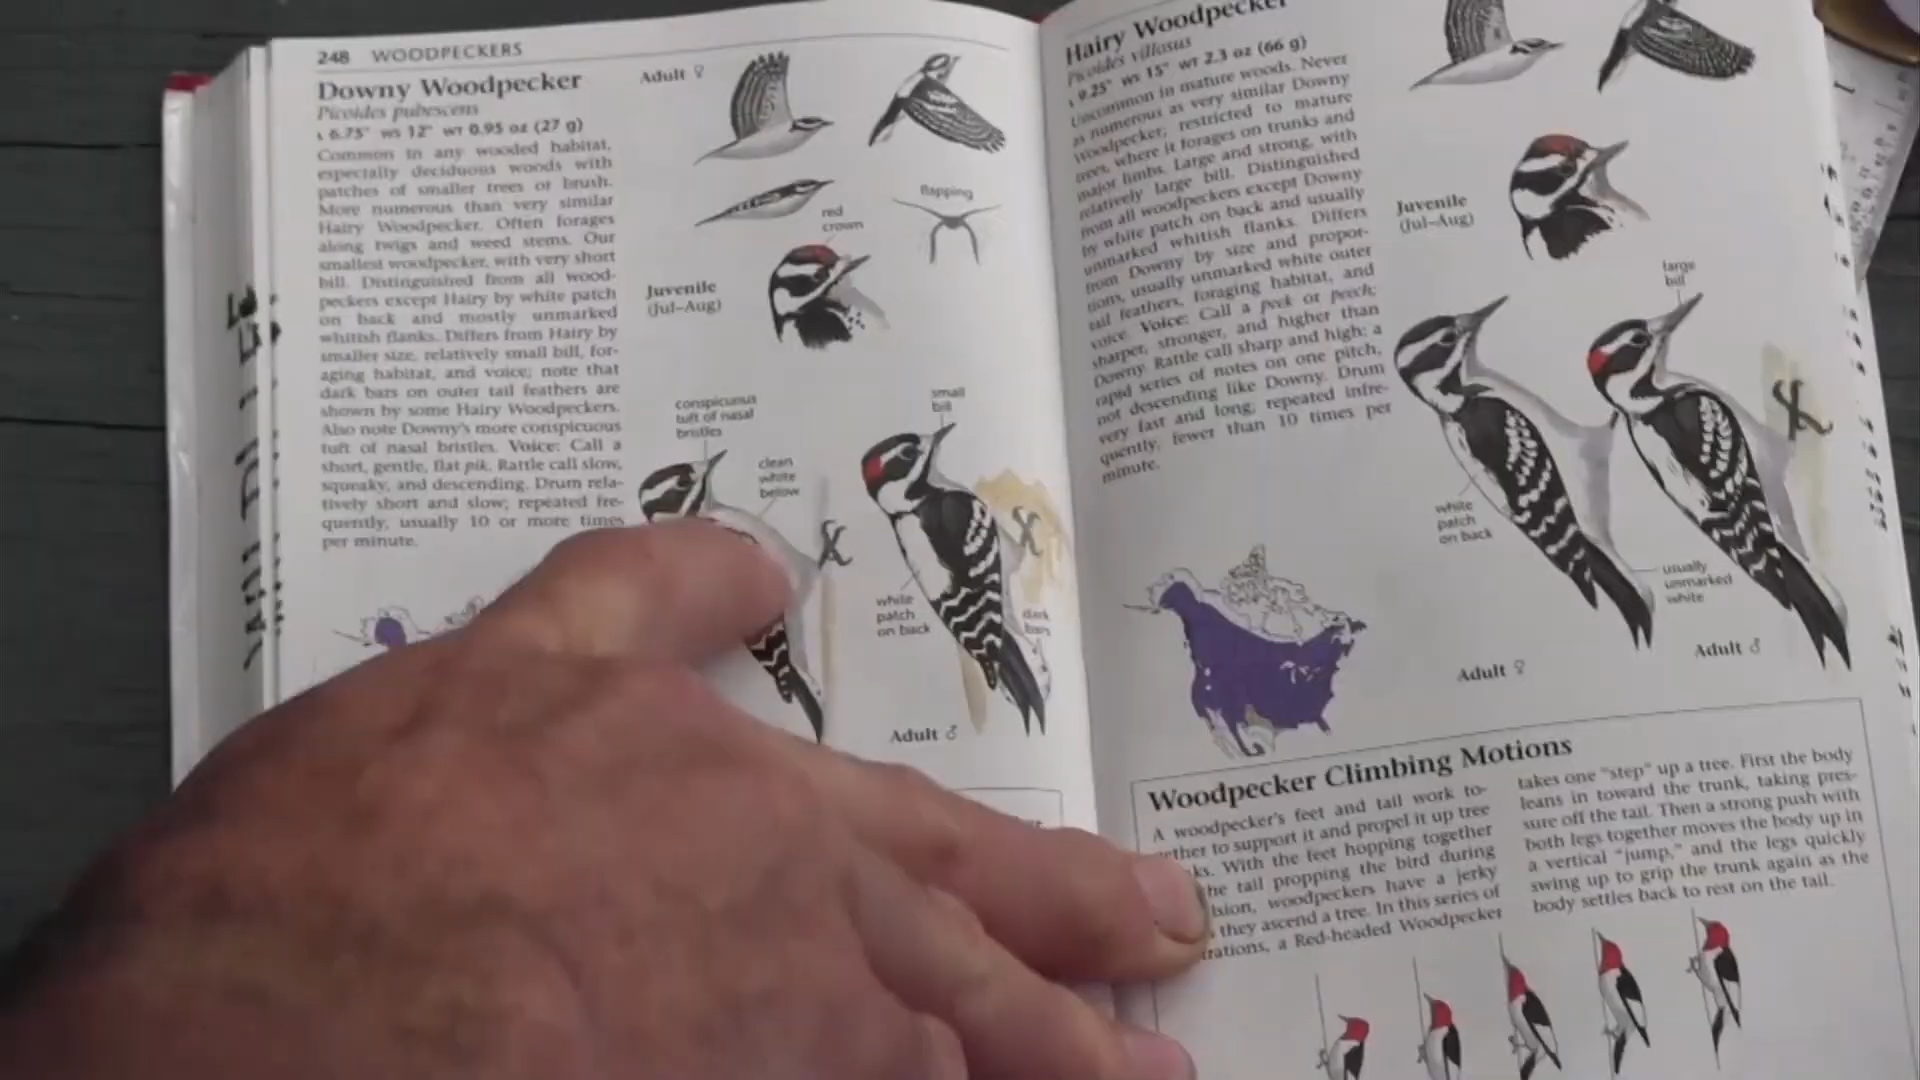 248 WOODPECKERS
Downy Woodpecker
Picoides pubescens
L 6.75" WS 12" WT 0.95 oz (27 g)
Common in any wooded habitat,
especially deciduous woods with
patches of smaller trees or brush.
More numerous than very similar
Hairy Woodpecker. Often forages
along twigs and weed stems. Our
smallest woodpecker, with very short
bill. Distinguished from all wood-
peckers except Hairy by white patch
on back and mostly unmarked
whitish flanks. Differs from Hairy by
smaller size, relatively small bill, for-
aging habitat, and voice; note that
dark bars on outer tail feathers are
shown by some Hairy Woodpeckers.
Also note Downy's more conspicuous
tuft of nasal bristles. Voice: Call a
short, gentle, flat pik. Rattle call slow,
squeaky, and descending. Drum rela-
tively short and slow; repeated fre-
quently, usually 10 or more times
per minute.
Adult ♀
flapping
red
crown
Juvenile
(Jul–Aug)
conspicuous
tuft of nasal
bristles
clean
white
below
small
bill
white
patch
on back
dark
bars
Adult ♂
Hairy Woodpecker
Picoides villosus
L 9.25" WS 15" WT 2.3 oz (66 g)
Uncommon in mature woods. Never
as numerous as very similar Downy
Woodpecker; restricted to mature
trees, where it forages on trunks and
major limbs. Large and strong, with
relatively large bill. Distinguished
from all woodpeckers except Downy
by white patch on back and usually
unmarked whitish flanks. Differs
from Downy by size and propor-
tions, usually unmarked white outer
tail feathers, foraging habitat, and
voice. Voice: Call a peek or peech;
sharper, stronger, and higher than
Downy. Rattle call sharp and high: a
rapid series of notes on one pitch,
not descending like Downy. Drum
very fast and long; repeated infre-
quently, fewer than 10 times per
minute.
Juvenile
(Jul–Aug)
large
bill
white
patch
on back
usually
unmarked
white
Adult ♀
Adult ♂
Woodpecker Climbing Motions
A woodpecker's feet and tail work to-
gether to support it and propel it up tree
With the feet hopping together
the tail propping the bird during
woodpeckers have a jerky
they ascend a tree. In this series of
a Red-headed Woodpecker
takes one "step" up a tree. First the body
leans in toward the trunk, taking pres-
sure off the tail. Then a strong push with
both legs together moves the body up in
a vertical "jump," and the legs quickly
swing up to grip the trunk again as the
body settles back to rest on the tail.